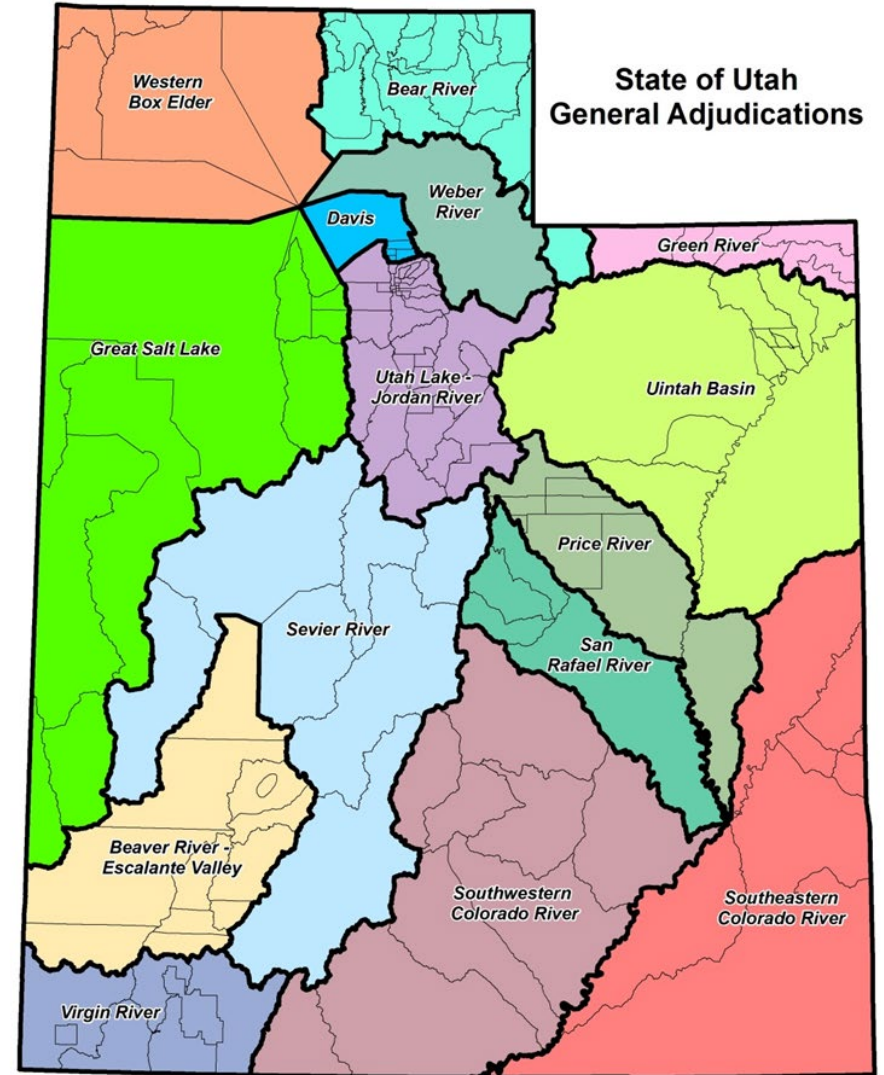 State of Utah
General Adjudications
Western
Box Elder
Bear River
Weber
River
Davis
Green River
Great Salt Lake
Utah Lake -
Jordan River
Uintah Basin
Price River
Sevier River
San
Rafael River
Beaver River -
Escalante Valley
Southwestern
Colorado River
Southeastern
Colorado River
Virgin River